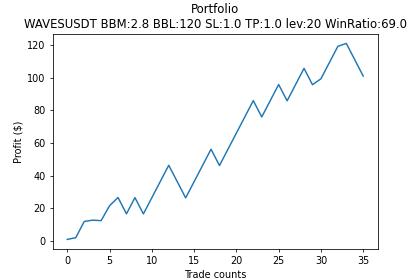 Portfolio
WAVESUSDT BBM:2.8 BBL:120 SL:1.0 TP:1.0 lev:20 WinRatio:69.0
120
100
80
60
40
20
0
Profit ($)
0 5 10 15 20 25 30 35
Trade counts